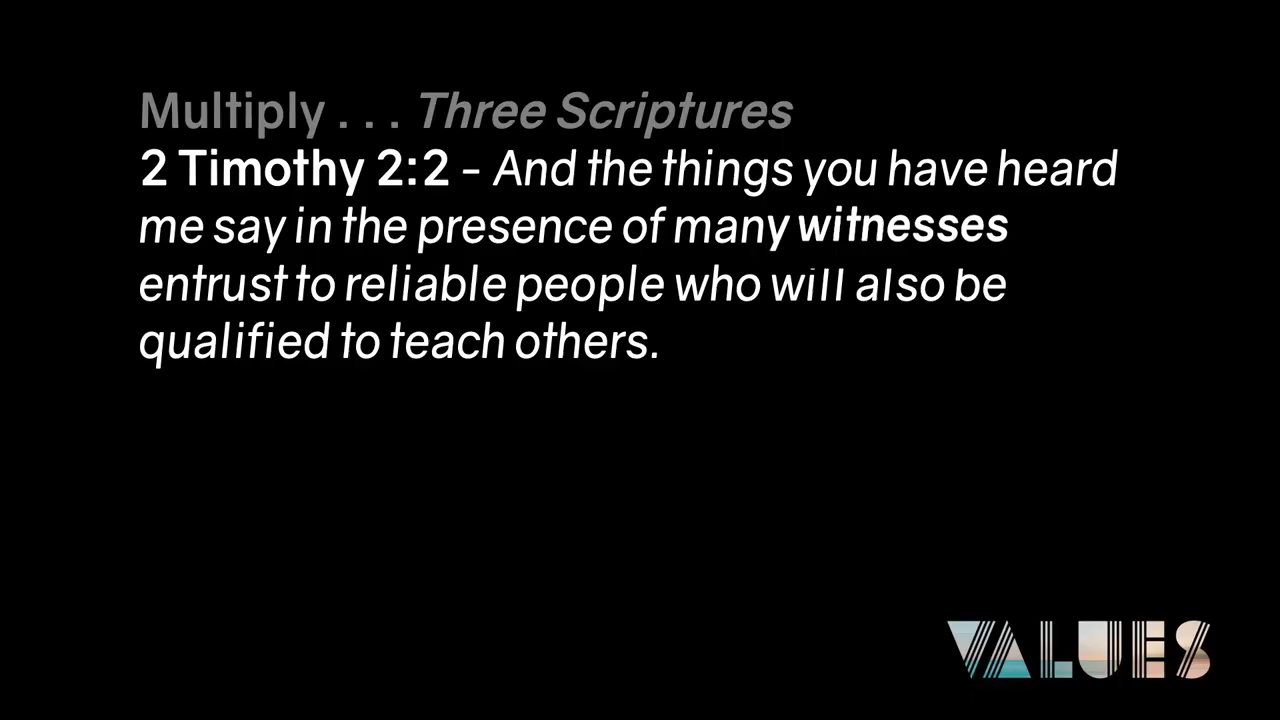 Multiply . . . Three Scriptures
2 Timothy 2:2 - And the things you have heard
me say in the presence of many witnesses
entrust to reliable people who will also be
qualified to teach others.
VALUES